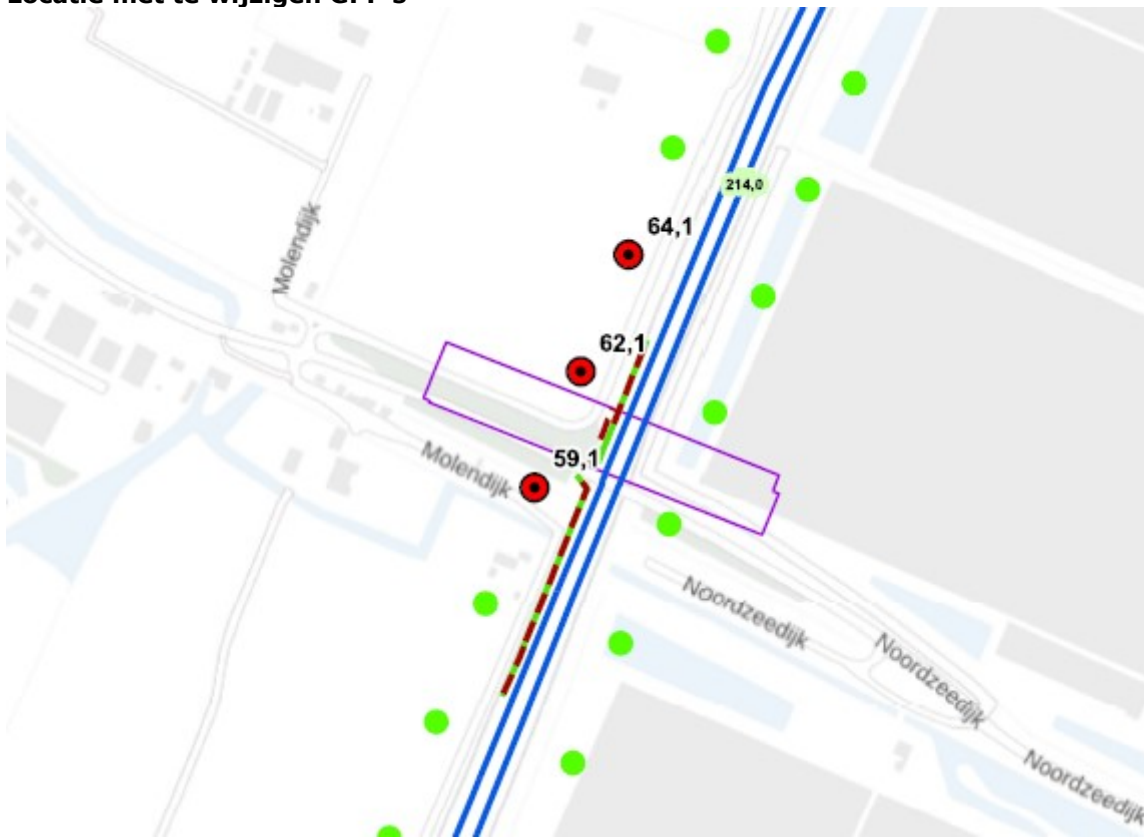 Locatie met te wijzigen GPP's
214,0
64,1
Molendijk
62,1
59,1
Molendijk
Noordzeedijk
Noordzeedijk
Noordzeedijk